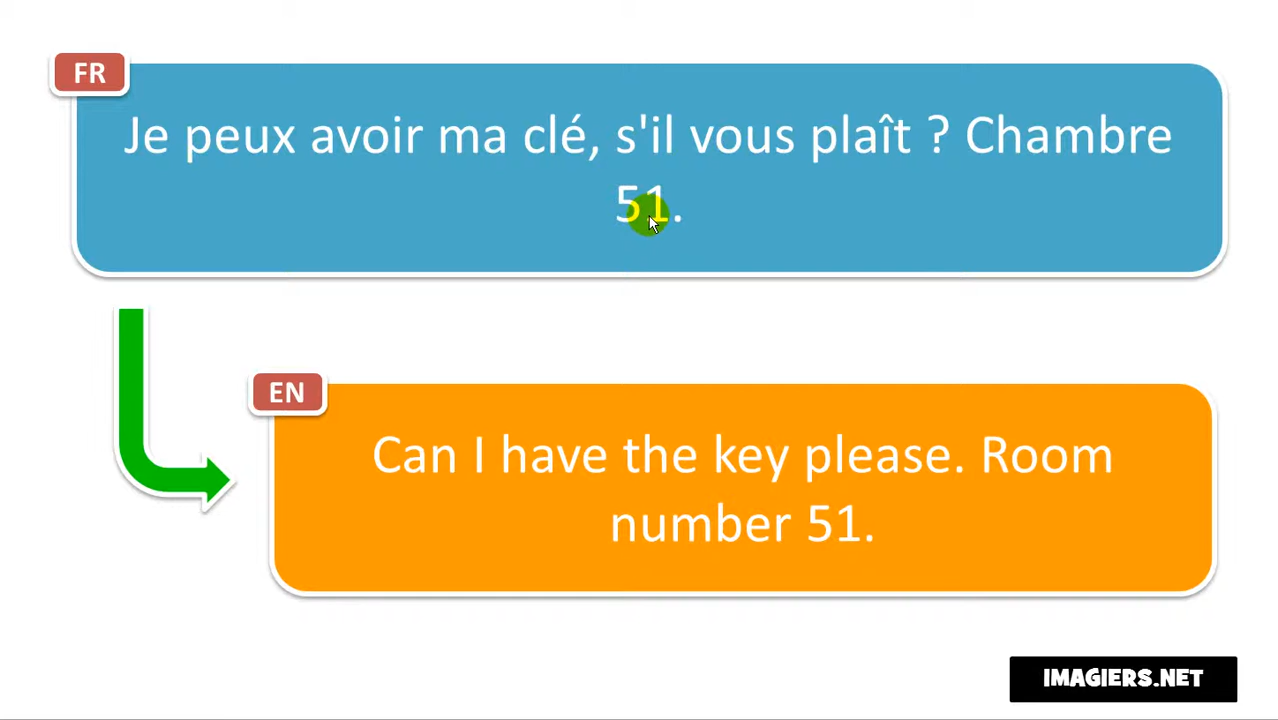 FR
Je peux avoir ma clé, s'il vous plaît ? Chambre
51.
EN
Can I have the key please. Room
number 51.
IMAGIERS.NET